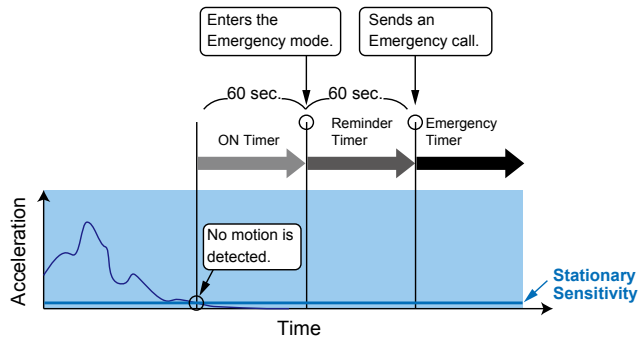 Enters the
Emergency mode.
Sends an
Emergency call.
60 sec.
60 sec.
ON Timer
Reminder
Timer
Emergency
Timer
No motion is
detected.
Acceleration
Stationary
Sensitivity
Time